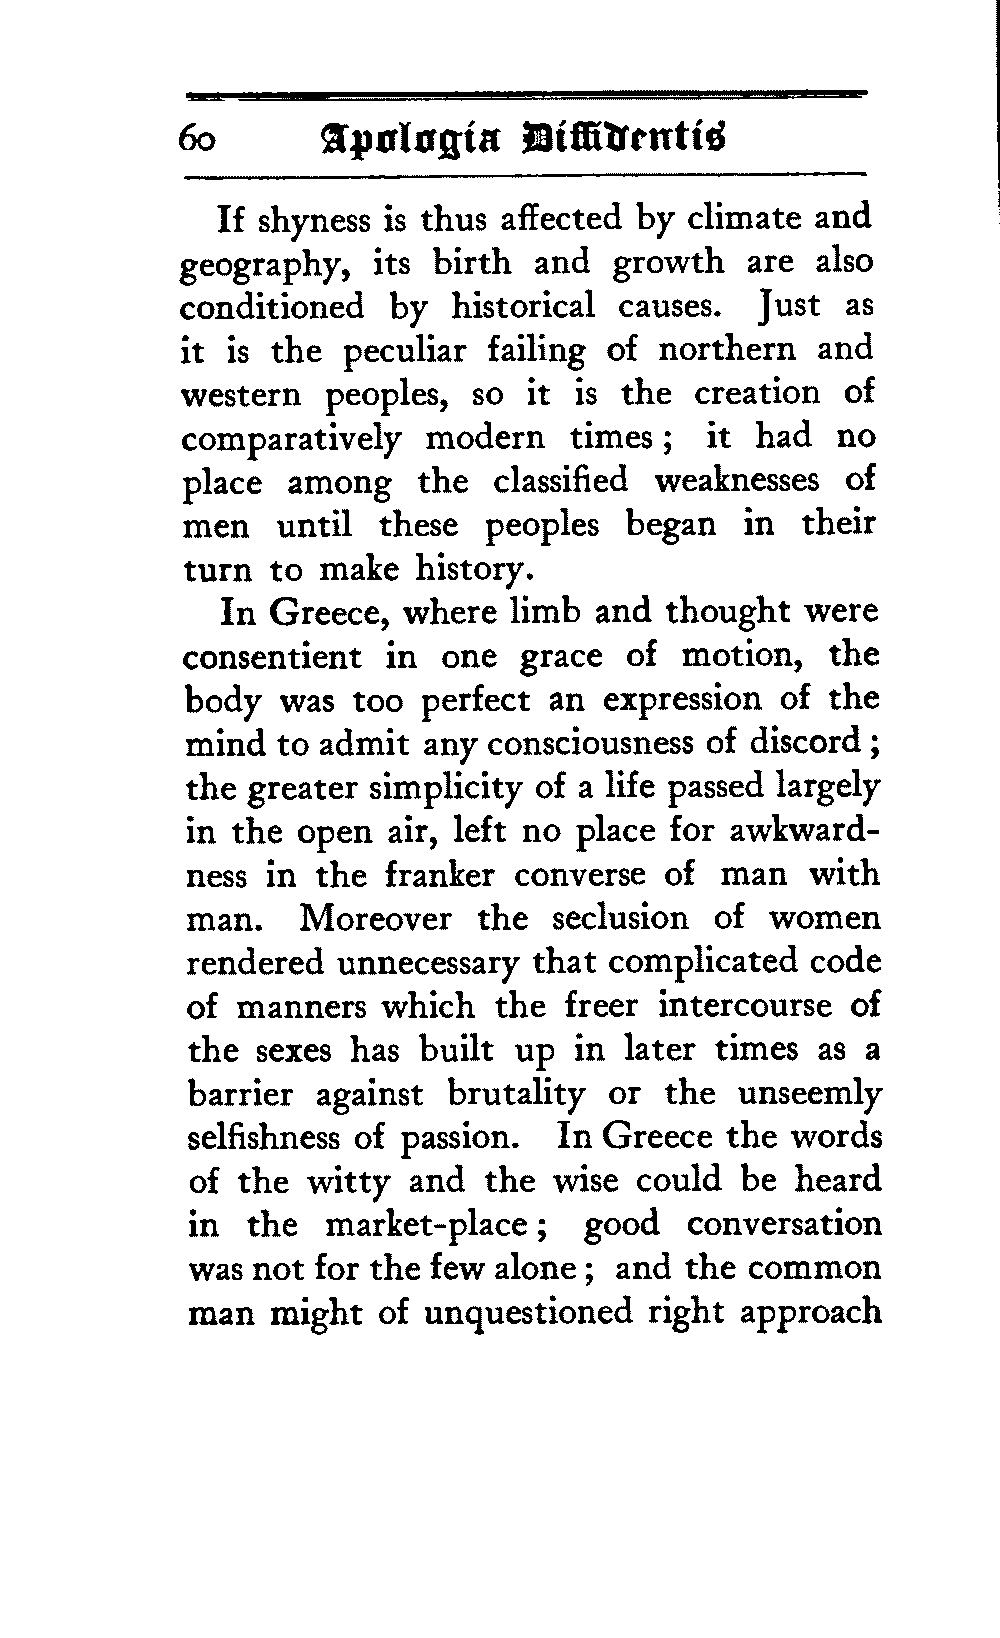 60 Apologia Diffidentis
If shyness is thus affected by climate and
geography, its birth and growth are also
conditioned by historical causes. Just as
it is the peculiar failing of northern and
western peoples, so it is the creation of
comparatively modern times ; it had no
place among the classified weaknesses of
men until these peoples began in their
turn to make history.
In Greece, where limb and thought were
consentient in one grace of motion, the
body was too perfect an expression of the
mind to admit any consciousness of discord ;
the greater simplicity of a life passed largely
in the open air, left no place for awkward-
ness in the franker converse of man with
man. Moreover the seclusion of women
rendered unnecessary that complicated code
of manners which the freer intercourse of
the sexes has built up in later times as a
barrier against brutality or the unseemly
selfishness of passion. In Greece the words
of the witty and the wise could be heard
in the market-place ; good conversation
was not for the few alone ; and the common
man might of unquestioned right approach